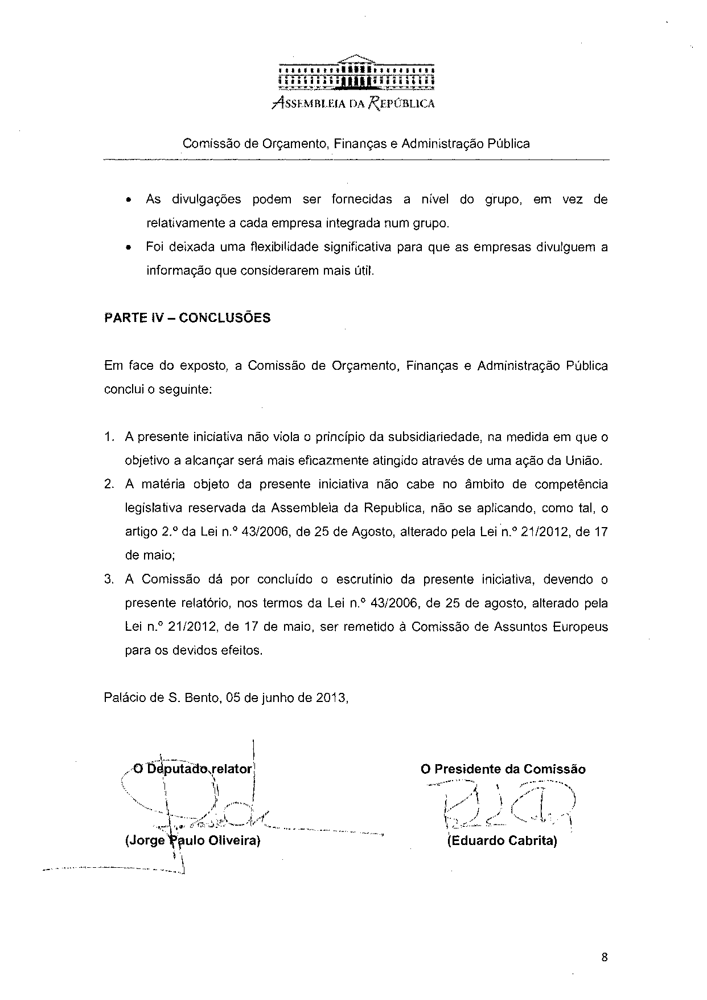 ASSEMBLEIA DA REPÚBLICA
Comissão de Orçamento, Finanças e Administração Pública
• As divulgações podem ser fornecidas a nível do grupo, em vez de
relativamente a cada empresa integrada num grupo.
• Foi deixada uma flexibilidade significativa para que as empresas divulguem a
informação que considerarem mais útil.
PARTE IV – CONCLUSÕES
Em face do exposto, a Comissão de Orçamento, Finanças e Administração Pública
conclui o seguinte:
1. A presente iniciativa não viola o princípio da subsidiariedade, na medida em que o
objetivo a alcançar será mais eficazmente atingido através de uma ação da União.
2. A matéria objeto da presente iniciativa não cabe no âmbito de competência
legislativa reservada da Assembleia da Republica, não se aplicando, como tal, o
artigo 2.º da Lei n.º 43/2006, de 25 de Agosto, alterado pela Lei n.º 21/2012, de 17
de maio;
3. A Comissão dá por concluído o escrutínio da presente iniciativa, devendo o
presente relatório, nos termos da Lei n.º 43/2006, de 25 de agosto, alterado pela
Lei n.º 21/2012, de 17 de maio, ser remetido à Comissão de Assuntos Europeus
para os devidos efeitos.
Palácio de S. Bento, 05 de junho de 2013,
O Deputado relator O Presidente da Comissão
(Jorge Paulo Oliveira) (Eduardo Cabrita)
8